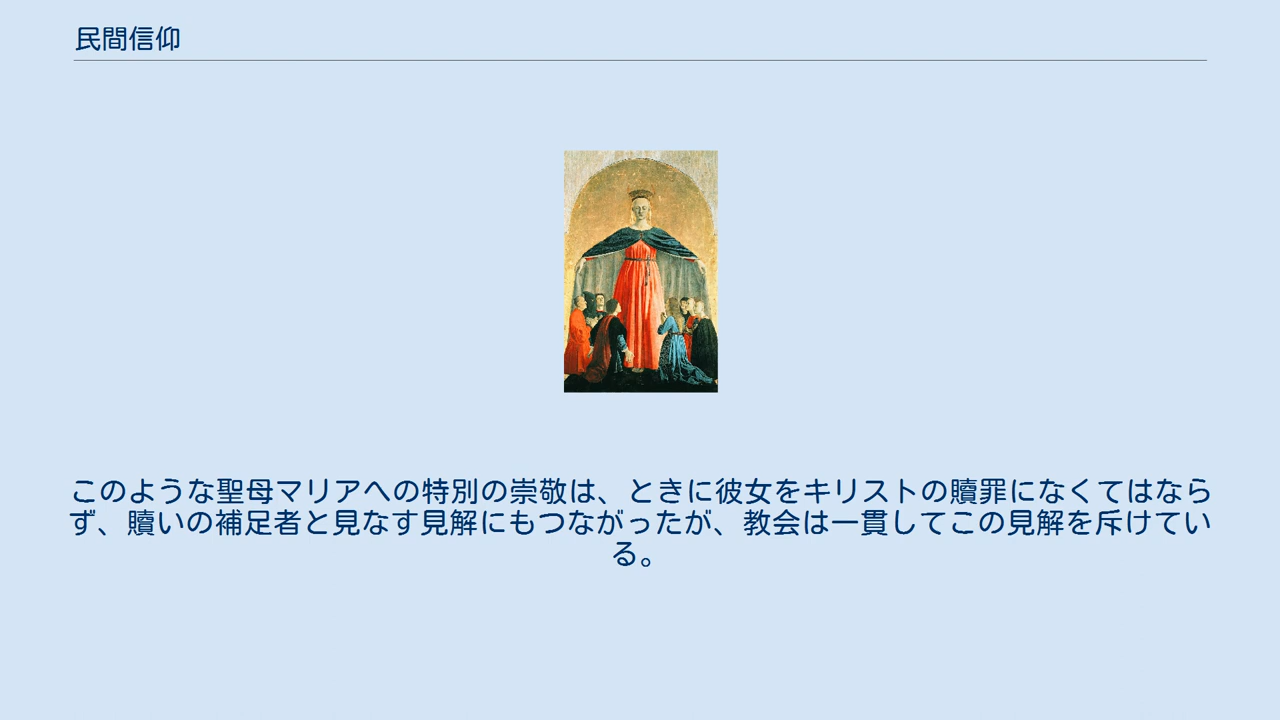 民間信仰
このような聖母マリアへの特別の崇敬は、ときに彼女をキリストの贖罪になくてはなら
ず、贖いの補足者と見なす見解にもつながったが、教会は一貫してこの見解を斥けてい
る。